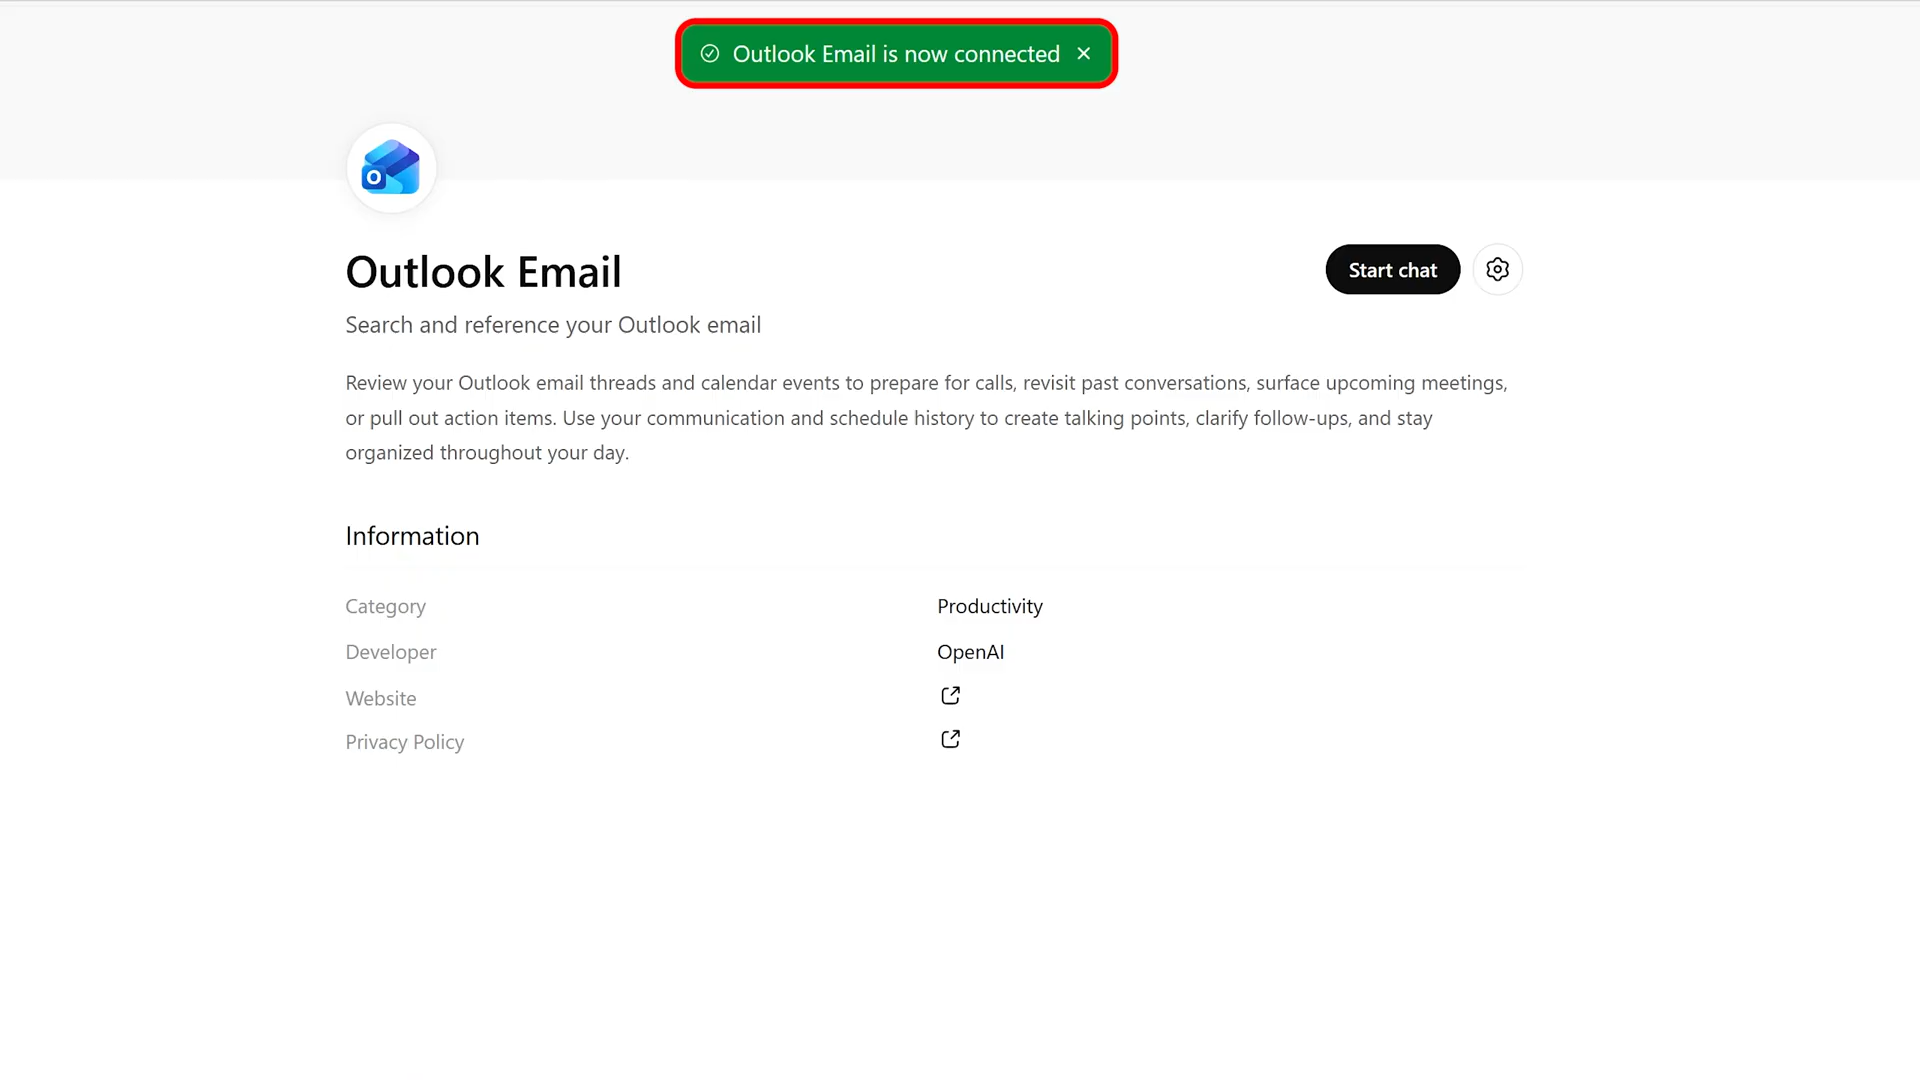 Outlook Email is now connected
O
Outlook Email
Start chat
Search and reference your Outlook email
Review your Outlook email threads and calendar events to prepare for calls, revisit past conversations, surface upcoming meetings,
or pull out action items. Use your communication and schedule history to create talking points, clarify follow-ups, and stay
organized throughout your day.
Information
Category
Productivity
Developer
OpenAI
Website
Privacy Policy